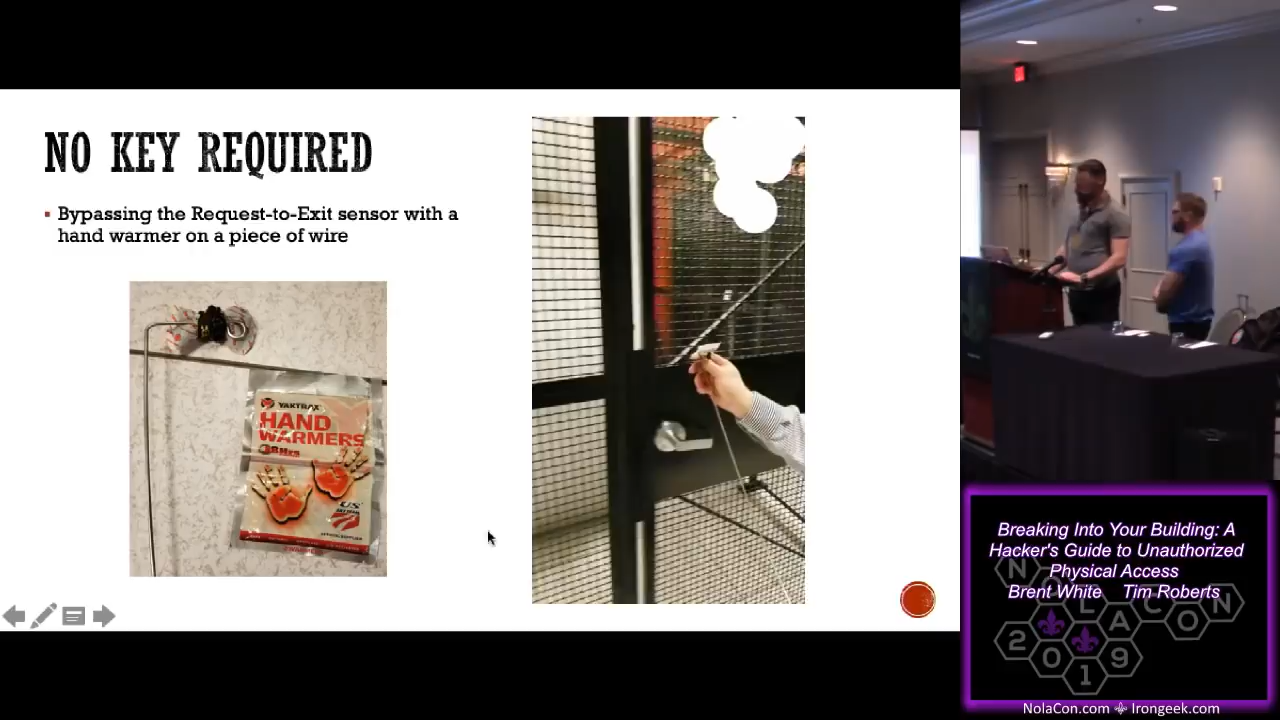 NO KEY REQUIRED
Bypassing the Request-to-Exit sensor with a
hand warmer on a piece of wire
YAKTRAX
HAND
WARMERS
8Hrs
Breaking Into Your Building: A
Hacker's Guide to Unauthorized
Physical Access
Brent White Tim Roberts
NOLACON
2019
NolaCon.com Irongeek.com